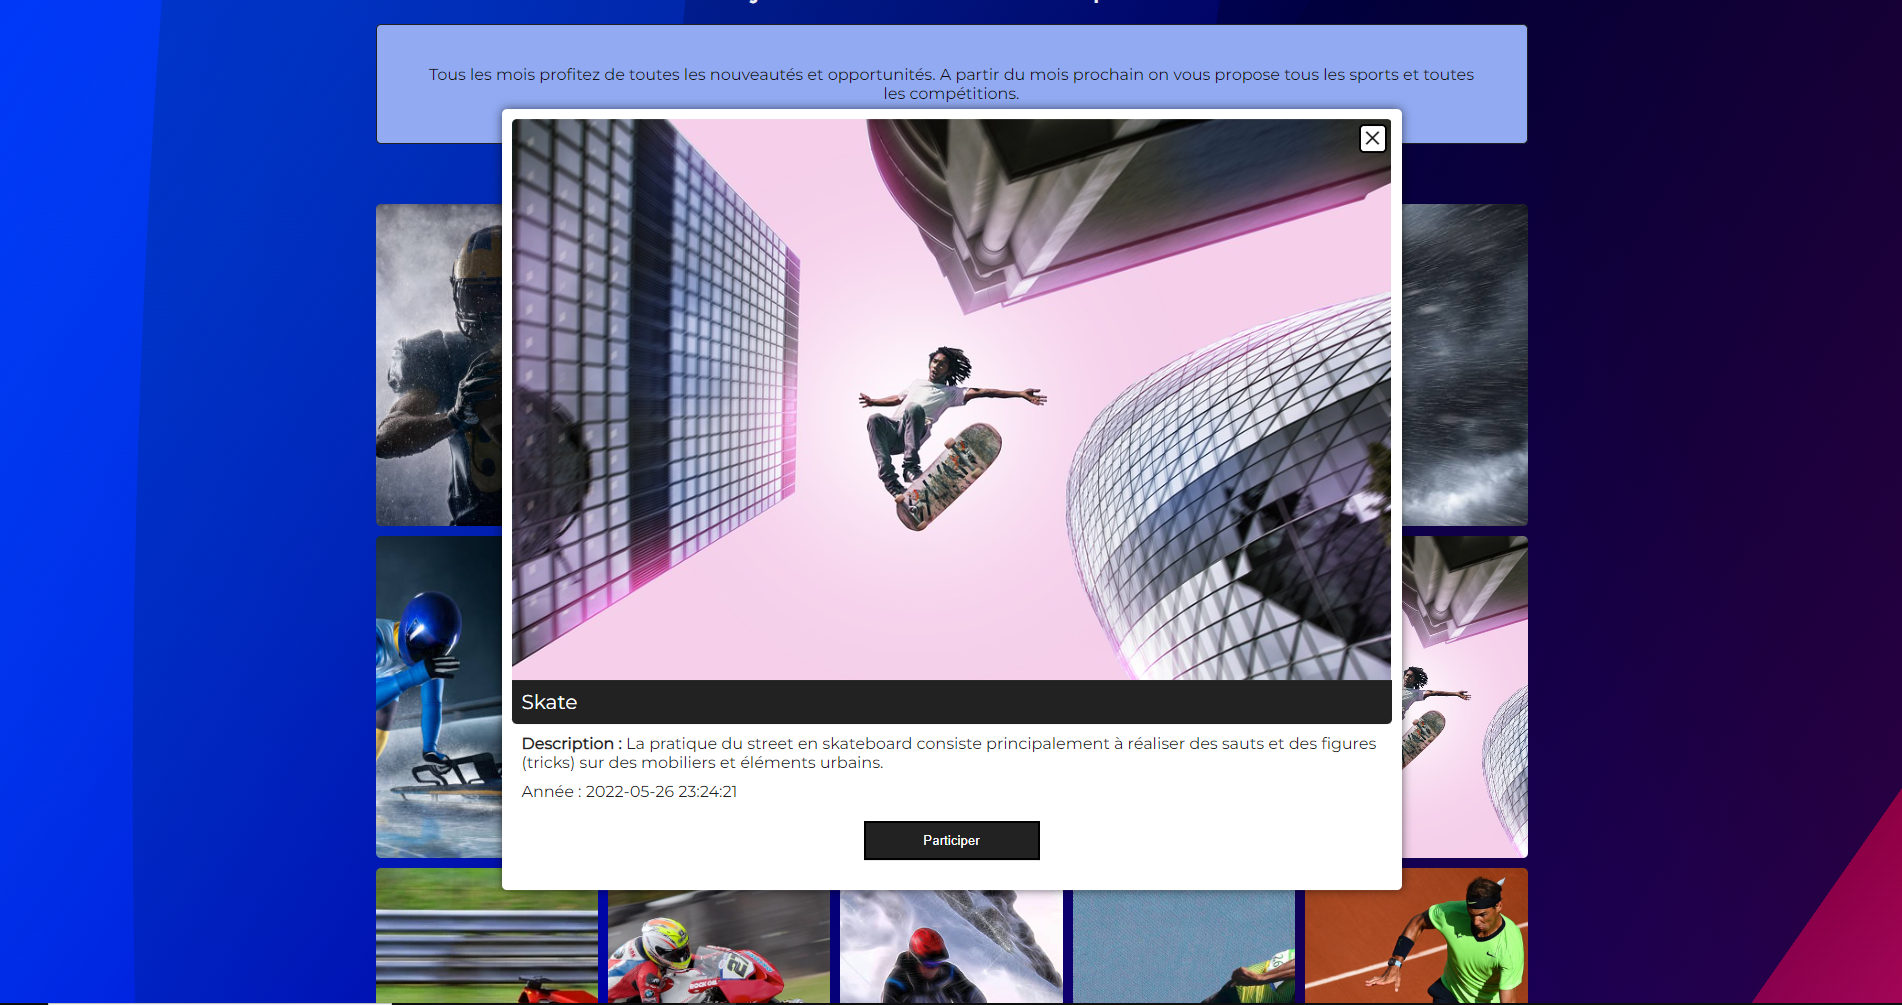 Tous les mois profitez de toutes les nouveautés et opportunités. A partir du mois prochain on vous propose tous les sports et toutes
les compétitions.
Skate
Description : La pratique du street en skateboard consiste principalement à réaliser des sauts et des figures
(tricks) sur des mobiliers et éléments urbains.
Année : 2022-05-26 23:24:21
Participer